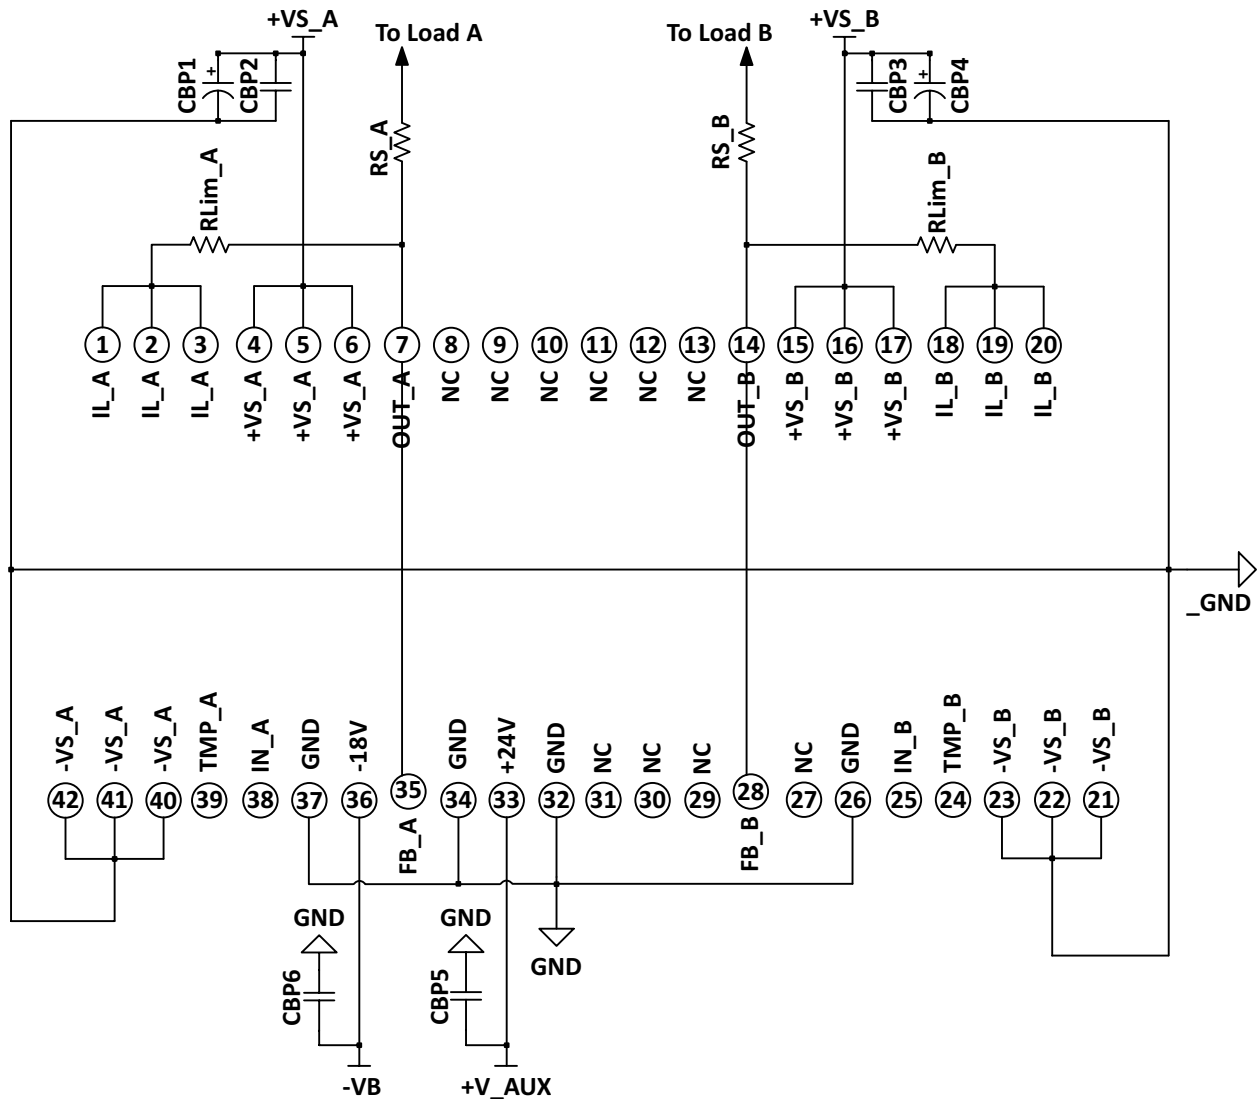 +VS_A
To Load A
To Load B
+VS_B
CBP1
+
CBP2
RS_A
RS_B
CBP3
+
CBP4
RLim_A
RLim_B
1 2 3 4 5 6 7 8 9 10 11 12 13 14 15 16 17 18 19 20
IL_A IL_A IL_A +VS_A +VS_A +VS_A OUT_A NC NC NC NC NC NC OUT_B +VS_B +VS_B +VS_B IL_B IL_B IL_B
_GND
-VS_A -VS_A -VS_A TMP_A IN_A GND -18V GND +24V GND NC NC NC NC GND IN_B TMP_B -VS_B -VS_B -VS_B
42 41 40 39 38 37 36 35 34 33 32 31 30 29 28 27 26 25 24 23 22 21
FB_A FB_B
GND GND
GND
CBP6 CBP5
-VB +V_AUX